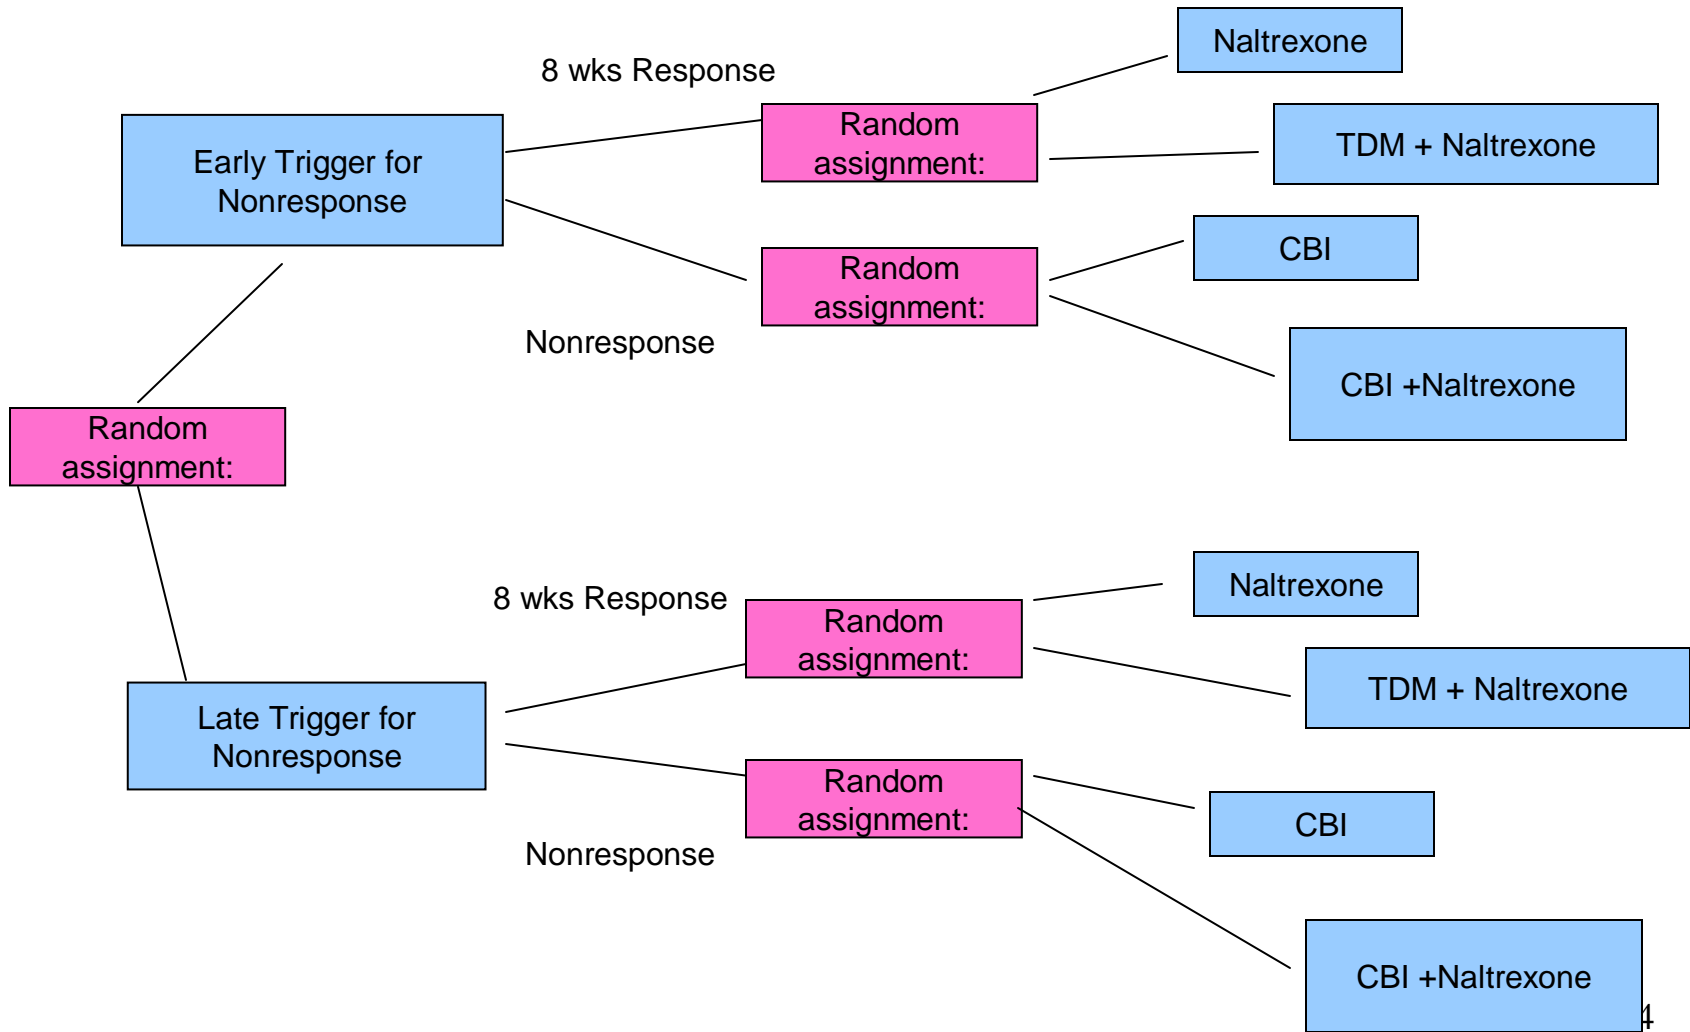 Naltrexone
8 wks Response
Random
assignment:
TDM + Naltrexone
Early Trigger for
Nonresponse
CBI
Random
assignment:
Nonresponse
CBI +Naltrexone
Random
assignment:
Naltrexone
8 wks Response
Random
assignment:
TDM + Naltrexone
Late Trigger for
Nonresponse
Random
assignment:
CBI
Nonresponse
CBI +Naltrexone
4